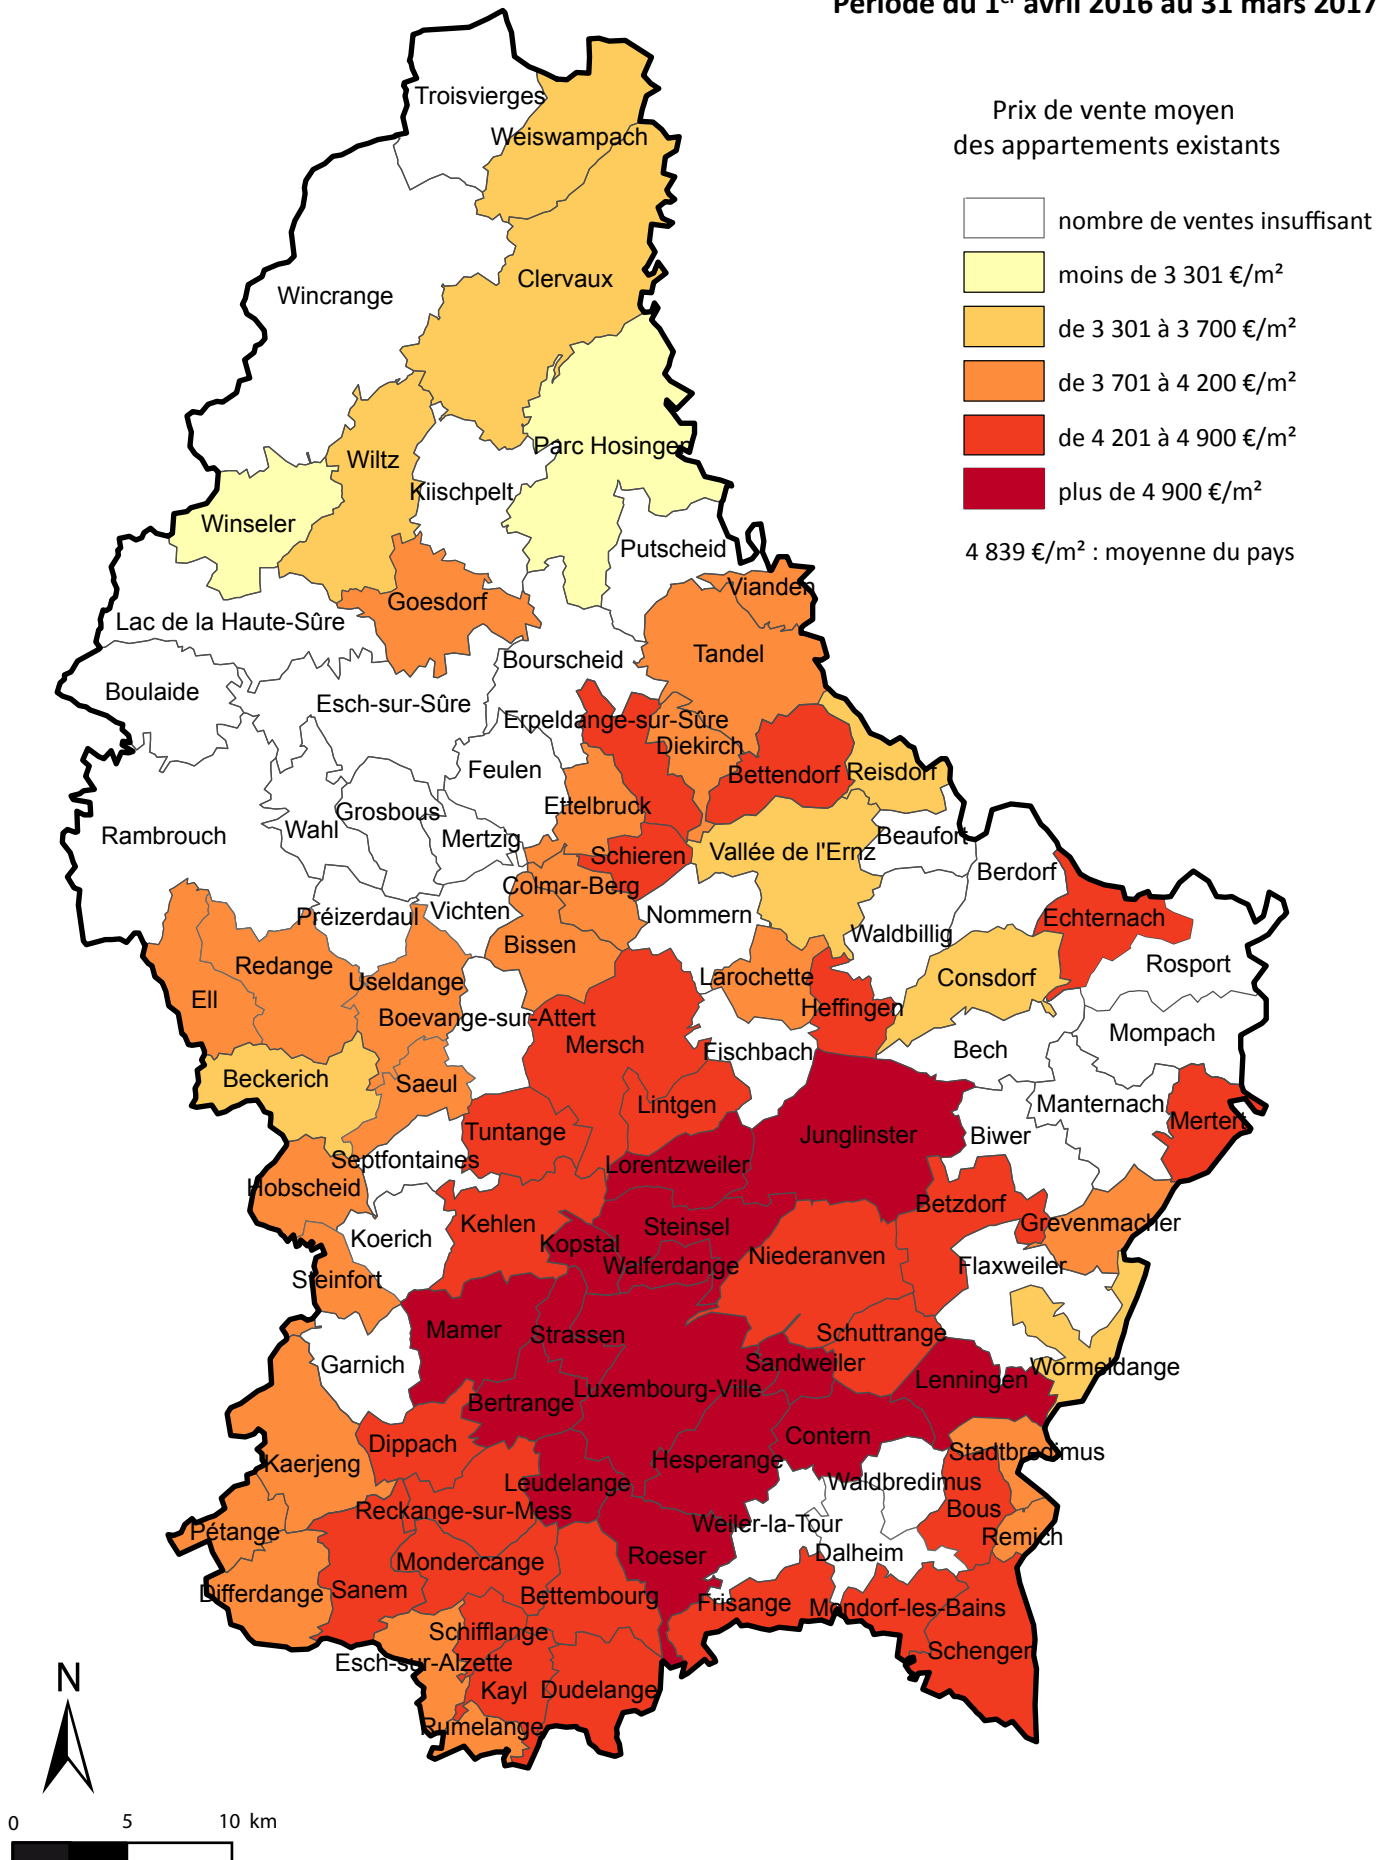 Période du 1er avril 2016 au 31 mars 2017
Prix de vente moyen
des appartements existants
nombre de ventes insuffisant
moins de 3 301 €/m²
de 3 301 à 3 700 €/m²
de 3 701 à 4 200 €/m²
de 4 201 à 4 900 €/m²
plus de 4 900 €/m²
4 839 €/m² : moyenne du pays
Troisvierges
Weiswampach
Clervaux
Wincrange
Parc Hosingen
Wiltz
Kiischpelt
Winseler
Putscheid
Vianden
Goesdorf
Lac de la Haute-Sûre
Tandel
Bourscheid
Boulaide
Esch-sur-Sûre
Erpeldange-sur-Sûre
Diekirch
Feulen
Bettendorf
Reisdorf
Ettelbruck
Grosbous
Wahl
Rambrouch
Mertzig
Beaufort
Vallée de l'Ernz
Schieren
Berdorf
Colmar-Berg
Préizerdaul
Vichten
Nommern
Echternach
Waldbillig
Bissen
Redange
Rosport
Useldange
Larochette
Consdorf
Ell
Heffingen
Boevange-sur-Attert
Mompach
Mersch
Fischbach
Bech
Beckerich
Saeul
Lintgen
Manternach
Mertert
Tuntange
Junglinster
Biwer
Septfontaines
Lorentzweiler
Hobscheid
Betzdorf
Kehlen
Steinsel
Grevenmacher
Koerich
Kopstal
Niederanven
Walferdange
Flaxweiler
Steinfort
Mamer
Strassen
Schuttrange
Garnich
Sandweiler
Wormeldange
Lenningen
Luxembourg-Ville
Bertrange
Contern
Dippach
Stadtbredimus
Hesperange
Kaerjeng
Leudelange
Waldbredimus
Reckange-sur-Mess
Bous
Weiler-la-Tour
Pétange
Remich
Dalheim
Roeser
Mondercange
Sanem
Differdange
Bettembourg
Frisange
Mondorf-les-Bains
Schifflange
Schengen
Esch-sur-Alzette
Kayl
Dudelange
Rumelange
N
0 5 10 km